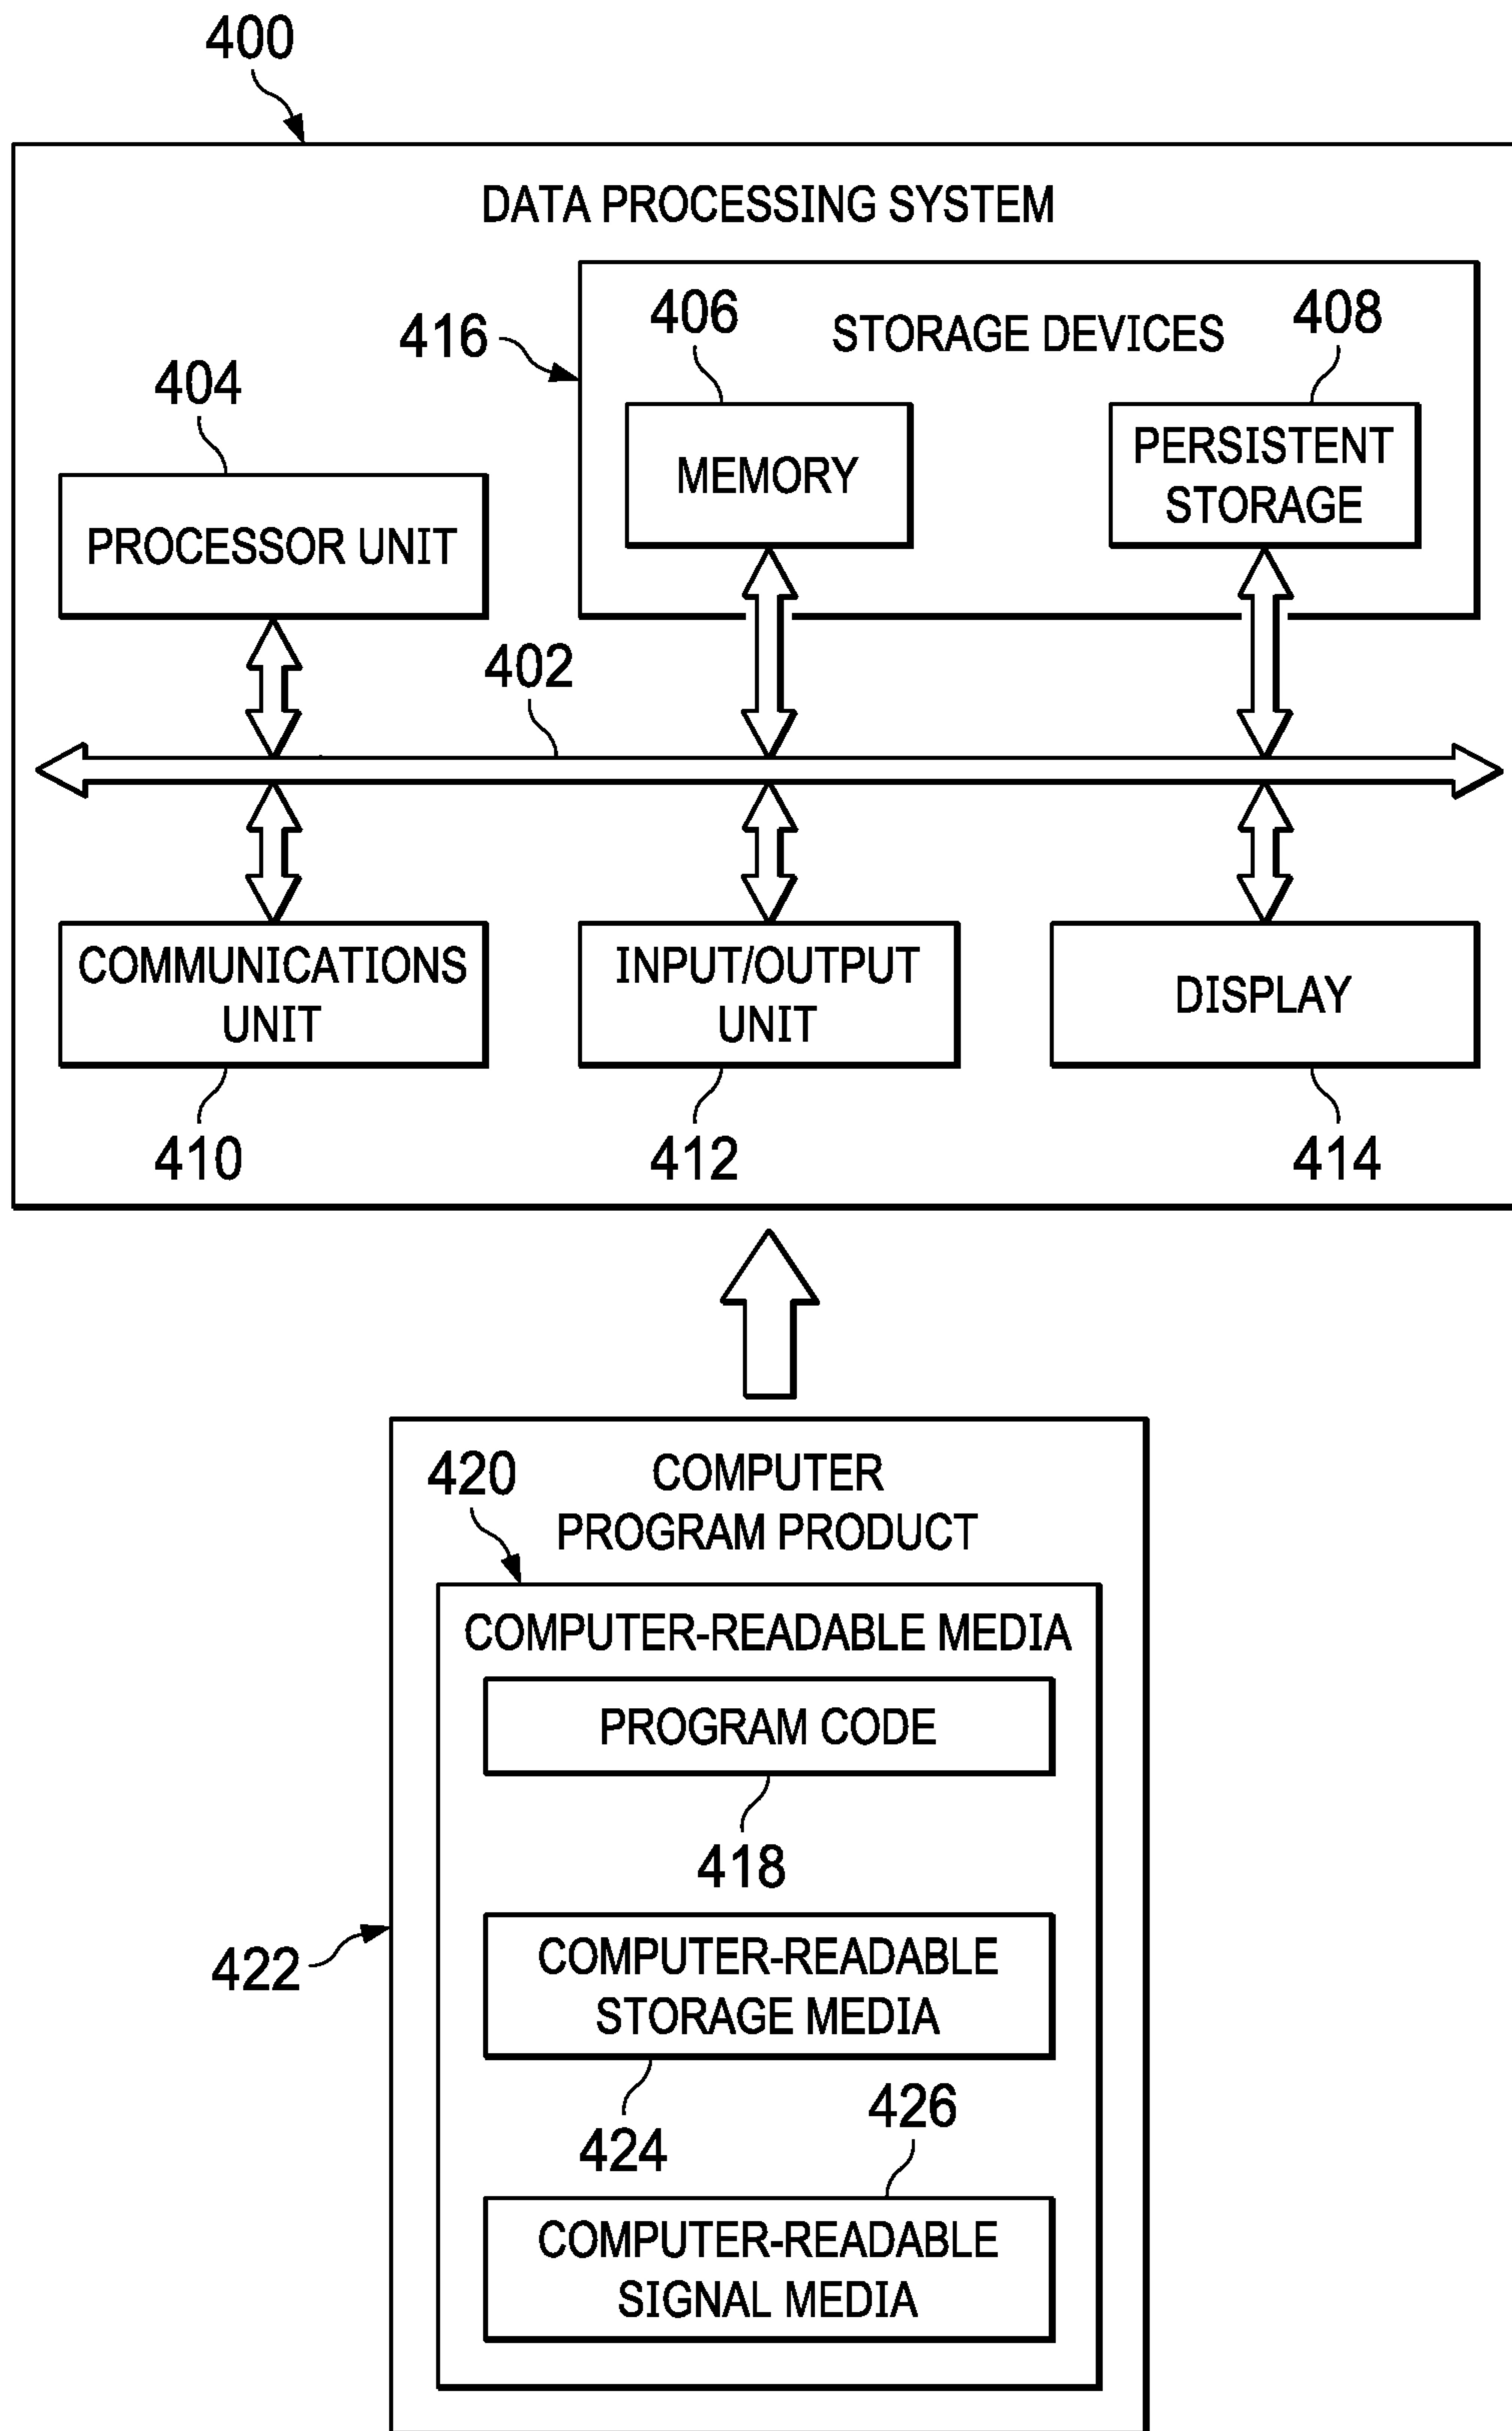 400
DATA PROCESSING SYSTEM
416
406
STORAGE DEVICES
408
404
MEMORY
PERSISTENT
STORAGE
PROCESSOR UNIT
402
COMMUNICATIONS
UNIT
INPUT/OUTPUT
UNIT
DISPLAY
410
412
414
420
COMPUTER
PROGRAM PRODUCT
COMPUTER-READABLE MEDIA
PROGRAM CODE
418
422
COMPUTER-READABLE
STORAGE MEDIA
424
426
COMPUTER-READABLE
SIGNAL MEDIA